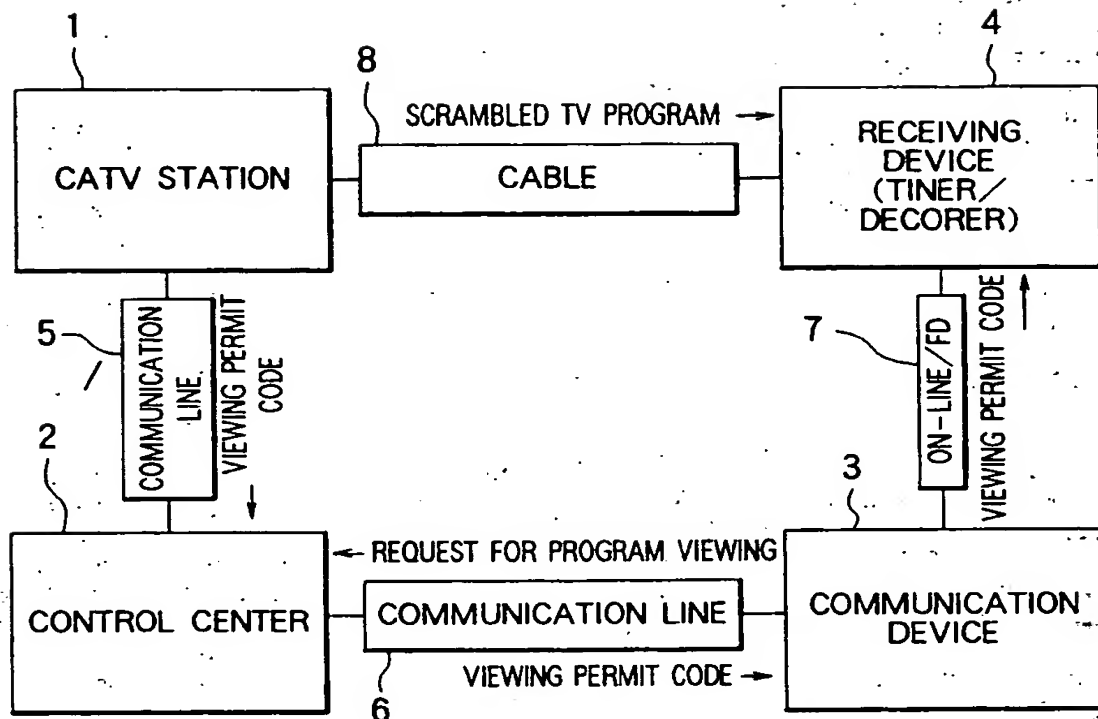 1
8
4
SCRAMBLED TV PROGRAM →
CATV STATION
CABLE
RECEIVING
DEVICE
(TINER/
DECORER)
5
COMMUNICATION
LINE
VIEWING PERMIT
CODE
↓
7
ON-LINE/FD
VIEWING PERMIT CODE
↑
2
3
← REQUEST FOR PROGRAM VIEWING
CONTROL CENTER
COMMUNICATION LINE
COMMUNICATION
DEVICE
VIEWING PERMIT CODE →
6